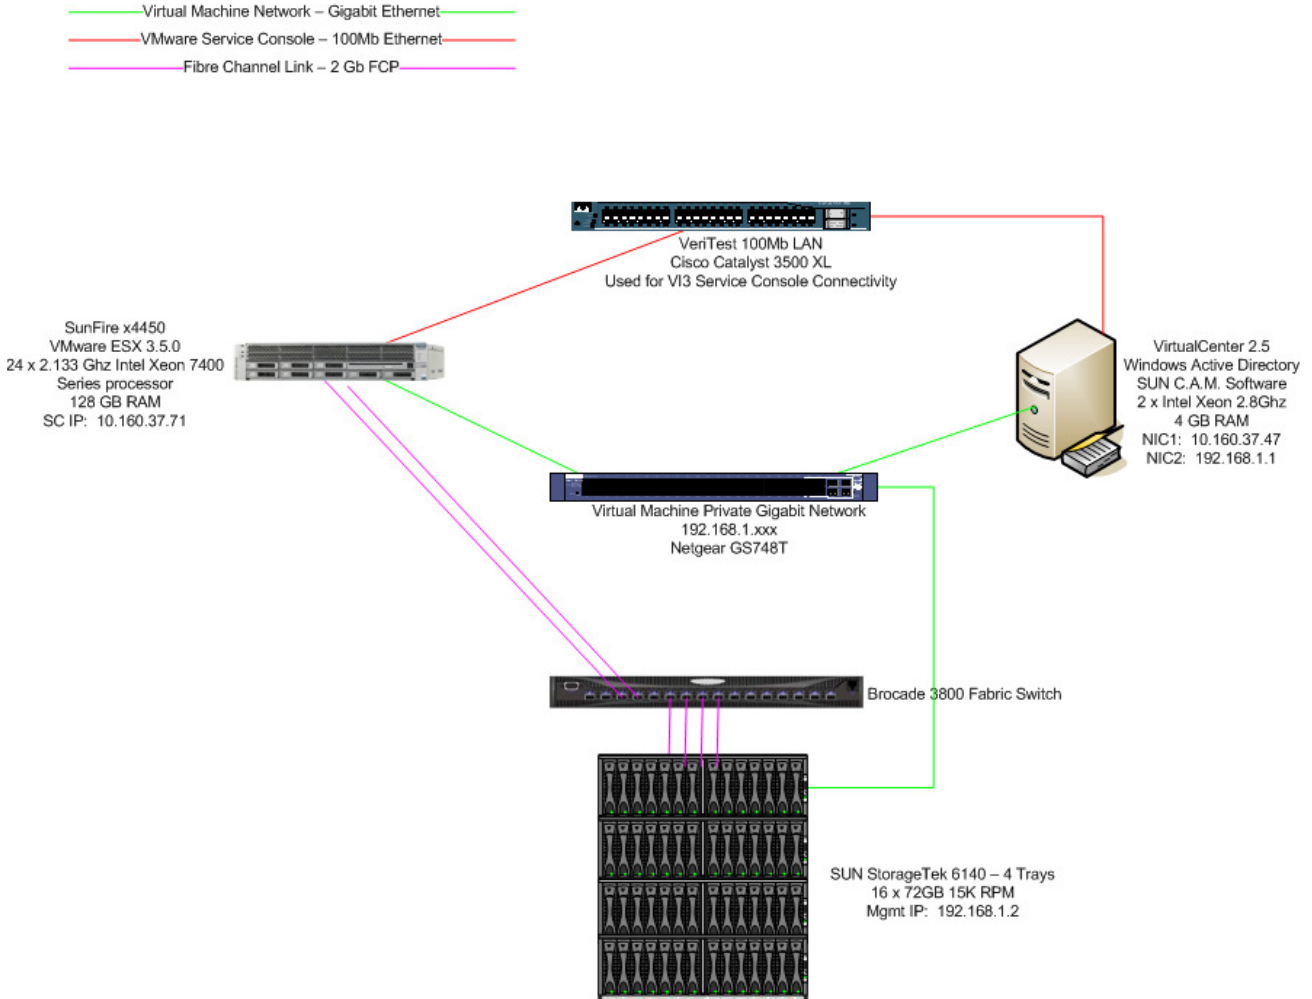 Virtual Machine Network – Gigabit Ethernet
VMware Service Console – 100Mb Ethernet
Fibre Channel Link – 2 Gb FCP
VeriTest 100Mb LAN
Cisco Catalyst 3500 XL
Used for VI3 Service Console Connectivity
SunFire x4450
VMware ESX 3.5.0
24 x 2.133 Ghz Intel Xeon 7400
Series processor
128 GB RAM
SC IP: 10.160.37.71
VirtualCenter 2.5
Windows Active Directory
SUN C.A.M. Software
2 x Intel Xeon 2.8Ghz
4 GB RAM
NIC1: 10.160.37.47
NIC2: 192.168.1.1
Virtual Machine Private Gigabit Network
192.168.1.xxx
Netgear GS748T
Brocade 3800 Fabric Switch
SUN StorageTek 6140 – 4 Trays
16 x 72GB 15K RPM
Mgmt IP: 192.168.1.2